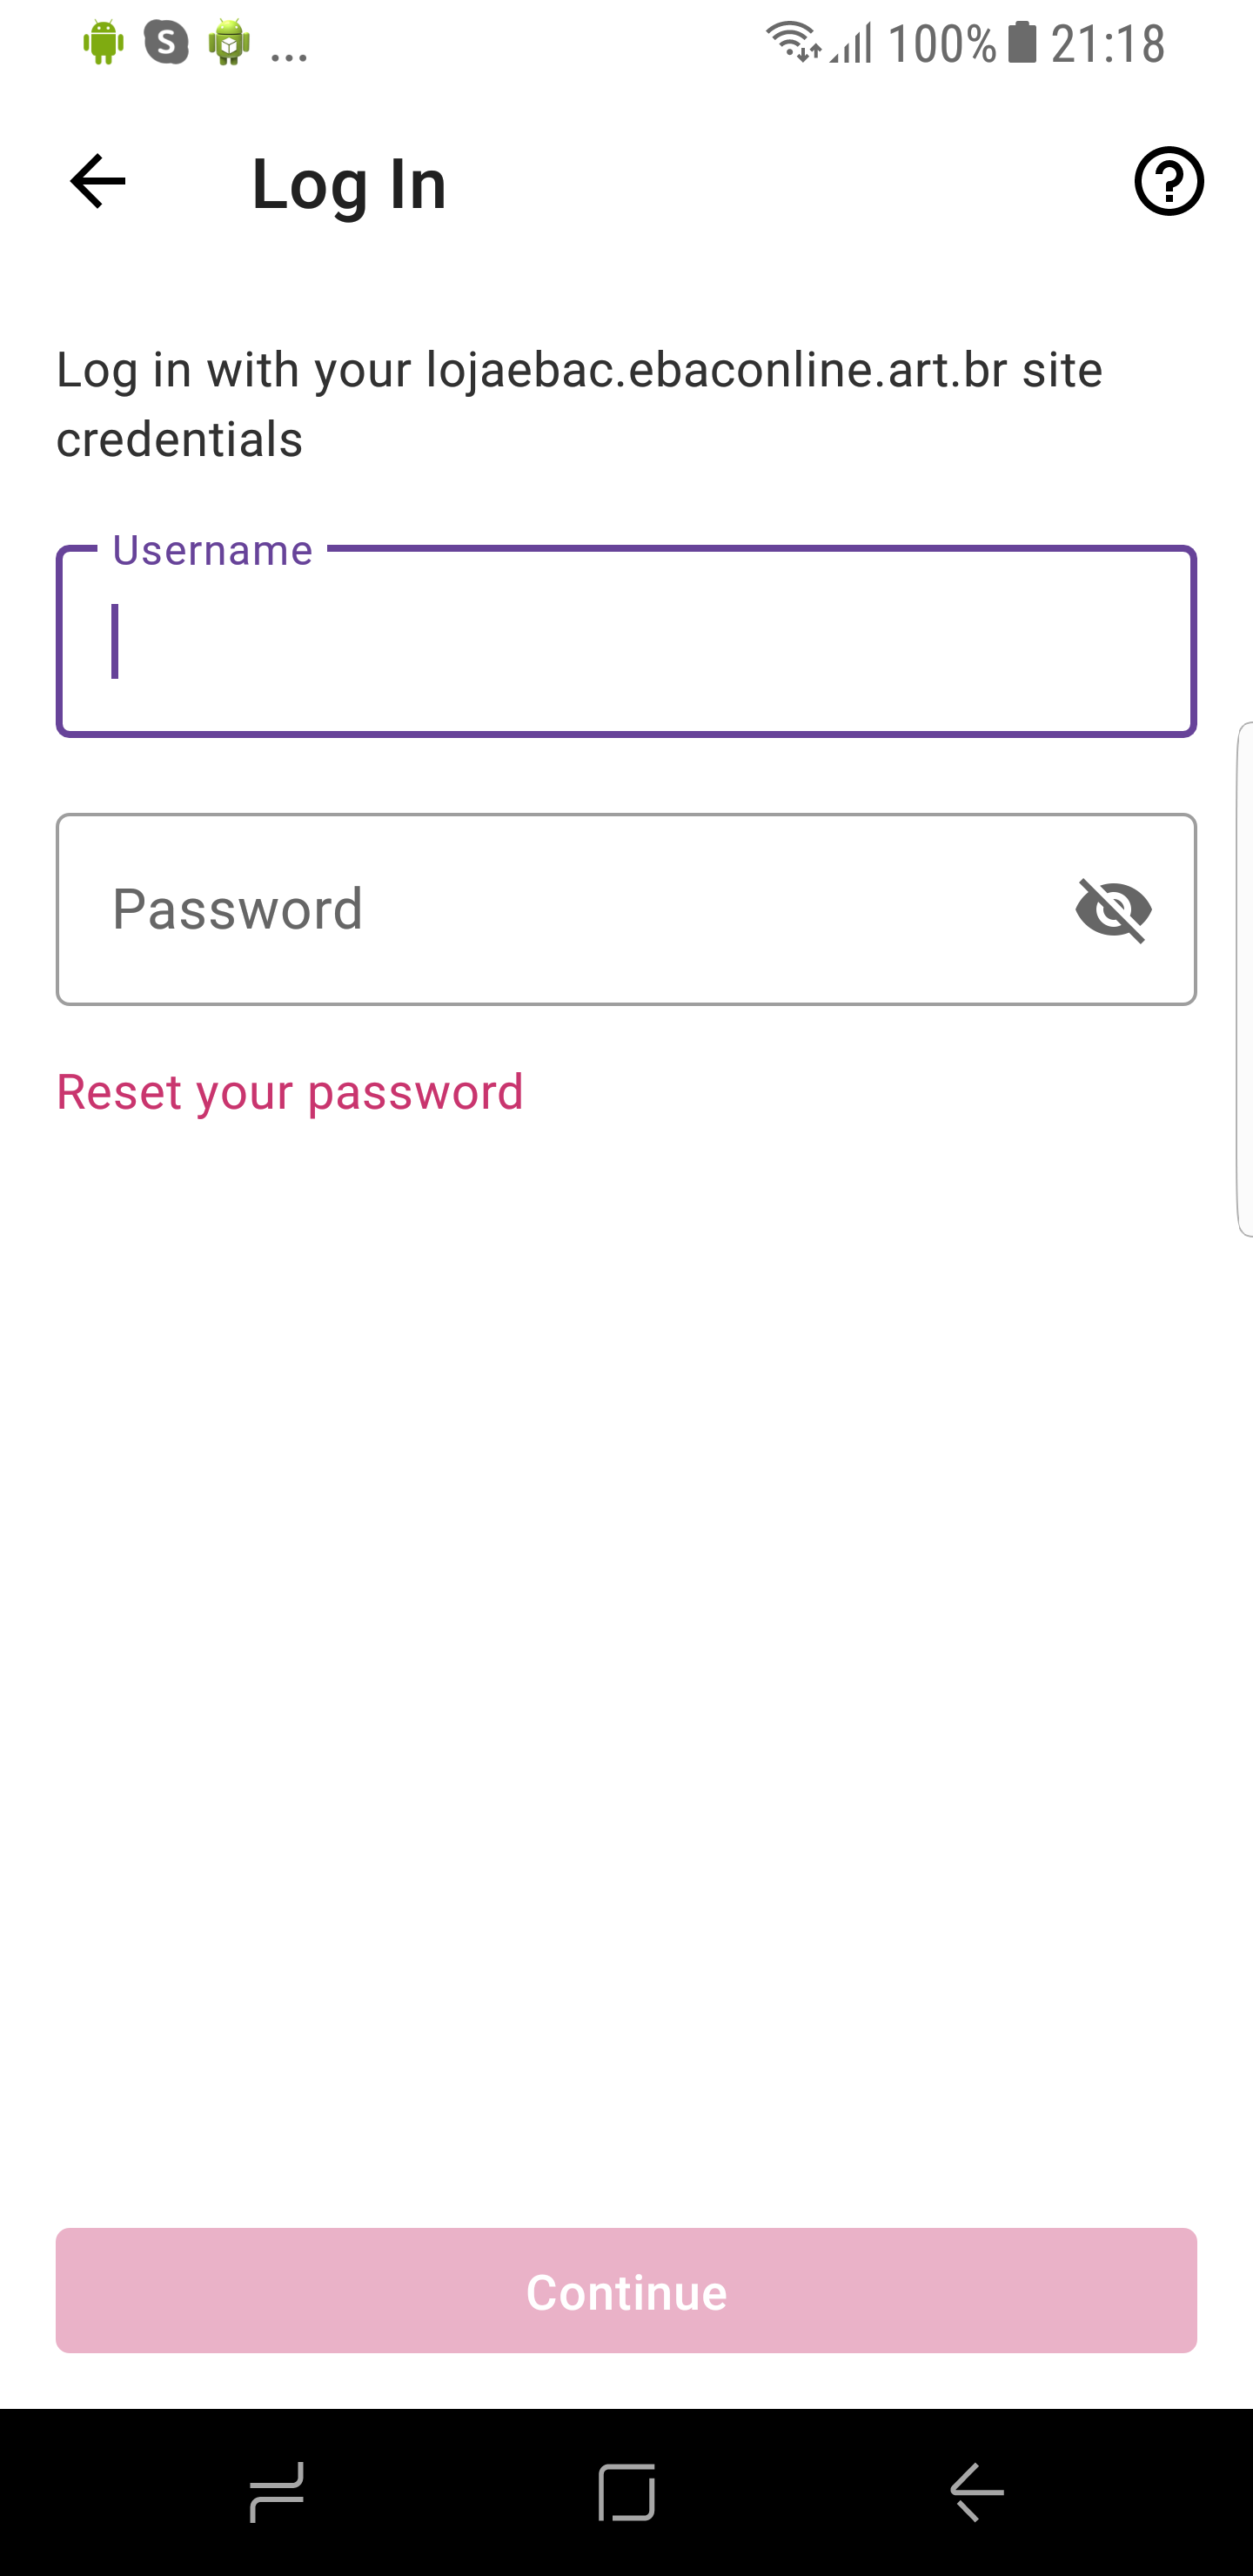 ... 100% 21:18
Log In
Log in with your lojaebac.ebaconline.art.br site
credentials
Username
Password
Reset your password
Continue